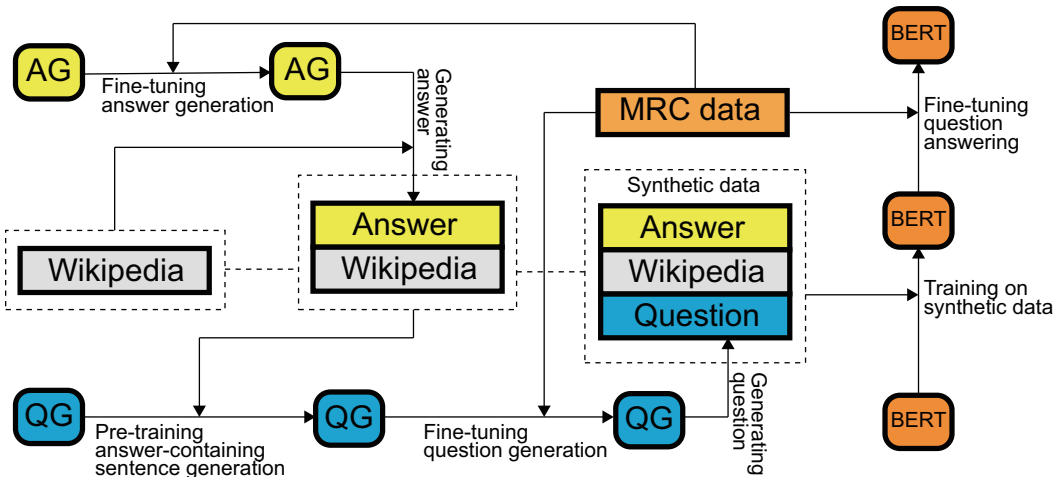 AG
Fine-tuning
answer generation
AG
Generating
answer
MRC data
BERT
Fine-tuning
question
answering
Wikipedia
Answer
Wikipedia
Synthetic data
Answer
Wikipedia
Question
BERT
Training on
synthetic data
QG
Pre-training
answer-containing
sentence generation
QG
Fine-tuning
question generation
QG
Generating
question
BERT